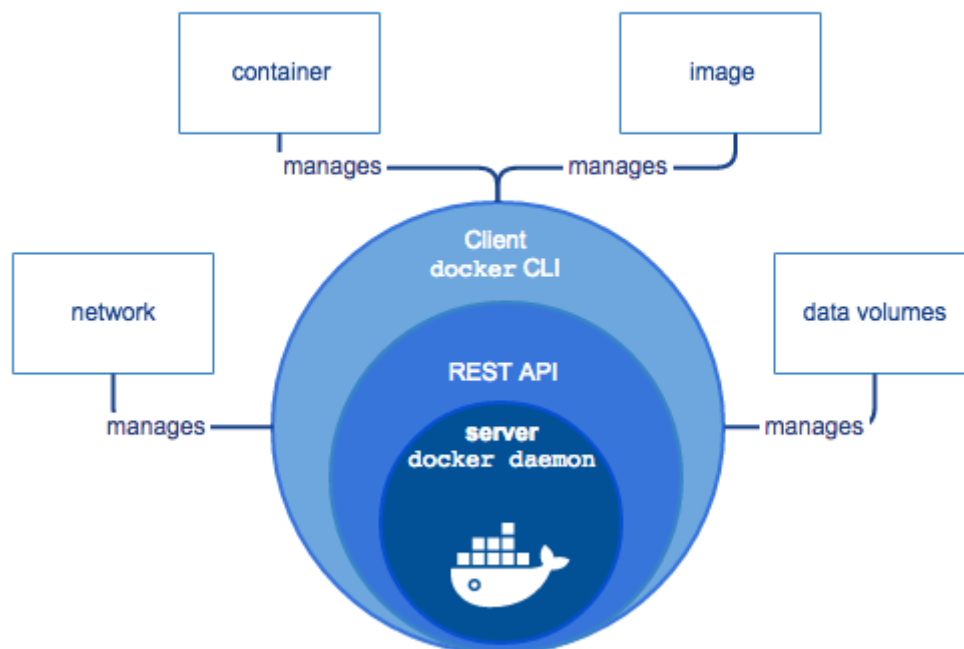 container
image
manages
manages
Client
docker CLI
network
data volumes
REST API
manages
manages
server
docker daemon